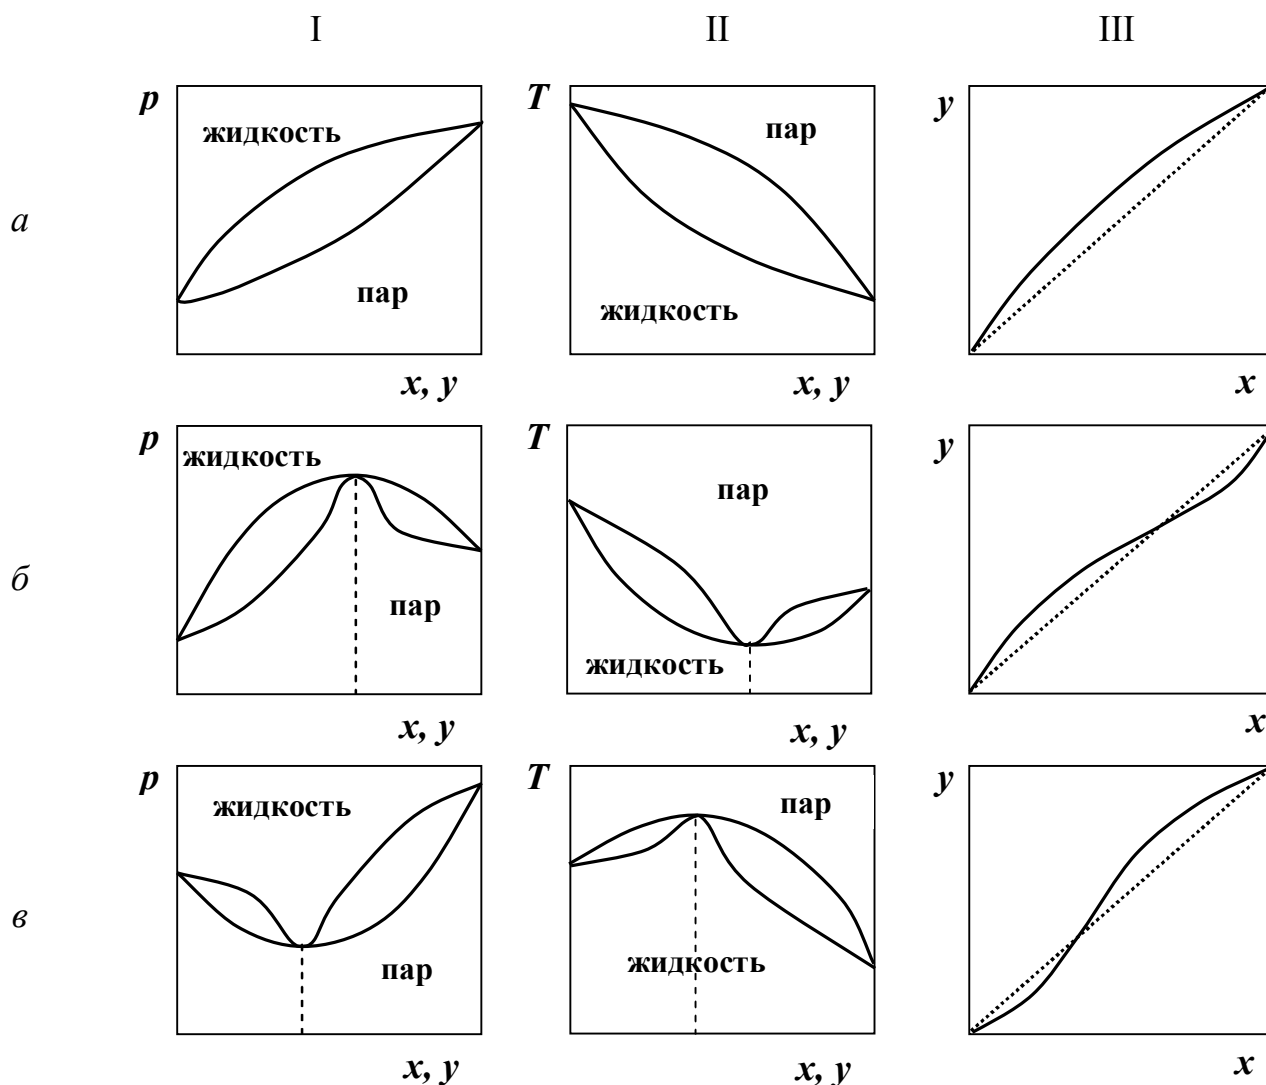 I II III
p T y
жидкость пар
а
пар жидкость
x, y x, y x
p T y
жидкость пар
б
пар жидкость
x, y x, y x
p T y
жидкость пар
в
пар жидкость
x, y x, y x